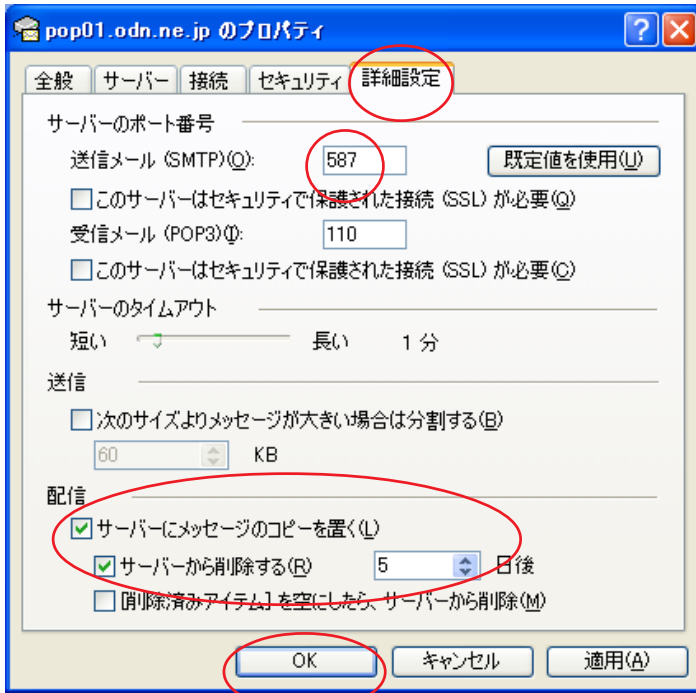 pop01.odn.ne.jp のプロパティ
全般 サーバー 接続 セキュリティ 詳細設定
サーバーのポート番号
送信メール (SMTP)(O): 587 既定値を使用(U)
このサーバーはセキュリティで保護された接続 (SSL) が必要(Q)
受信メール (POP3)(I): 110
このサーバーはセキュリティで保護された接続 (SSL) が必要(C)
サーバーのタイムアウト
短い 長い 1 分
送信
次のサイズよりメッセージが大きい場合は分割する(B)
60 KB
配信
サーバーにメッセージのコピーを置く(L)
サーバーから削除する(R) 5 日後
[削除済みアイテム] を空にしたら、サーバーから削除(M)
OK キャンセル 適用(A)